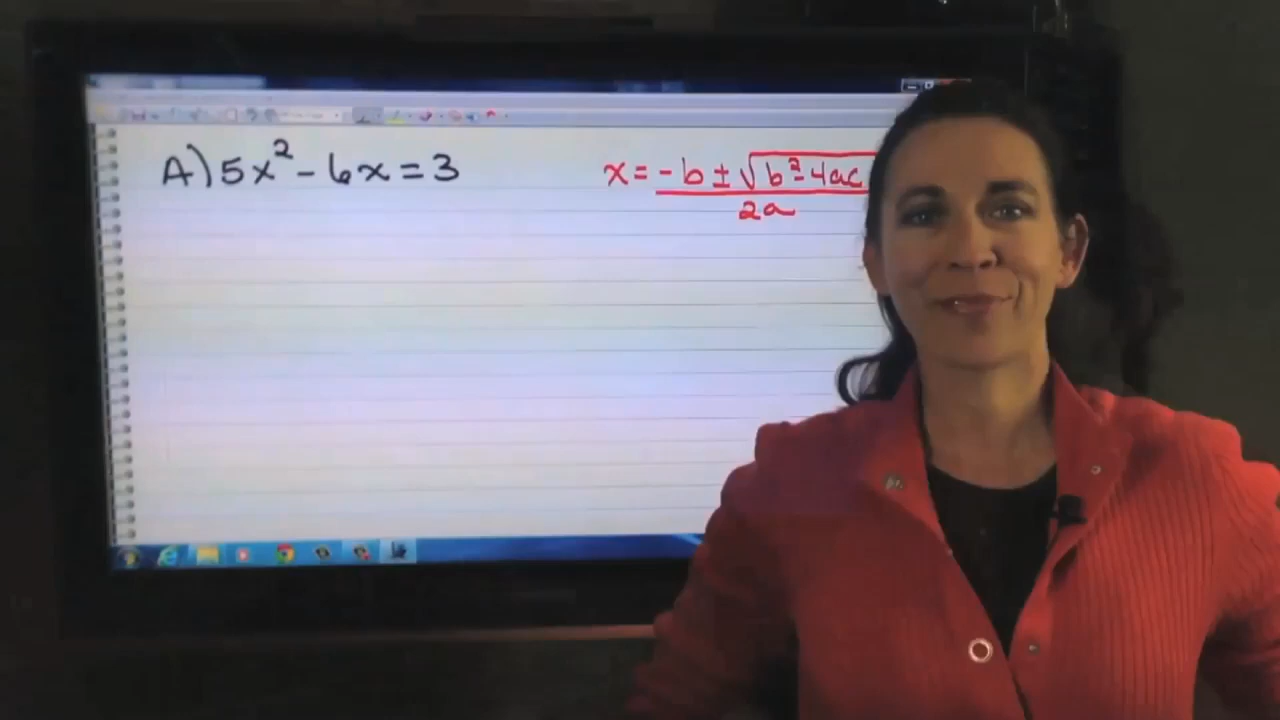 A) 5x² - 6x = 3
x = -b ± √b² - 4ac
2a